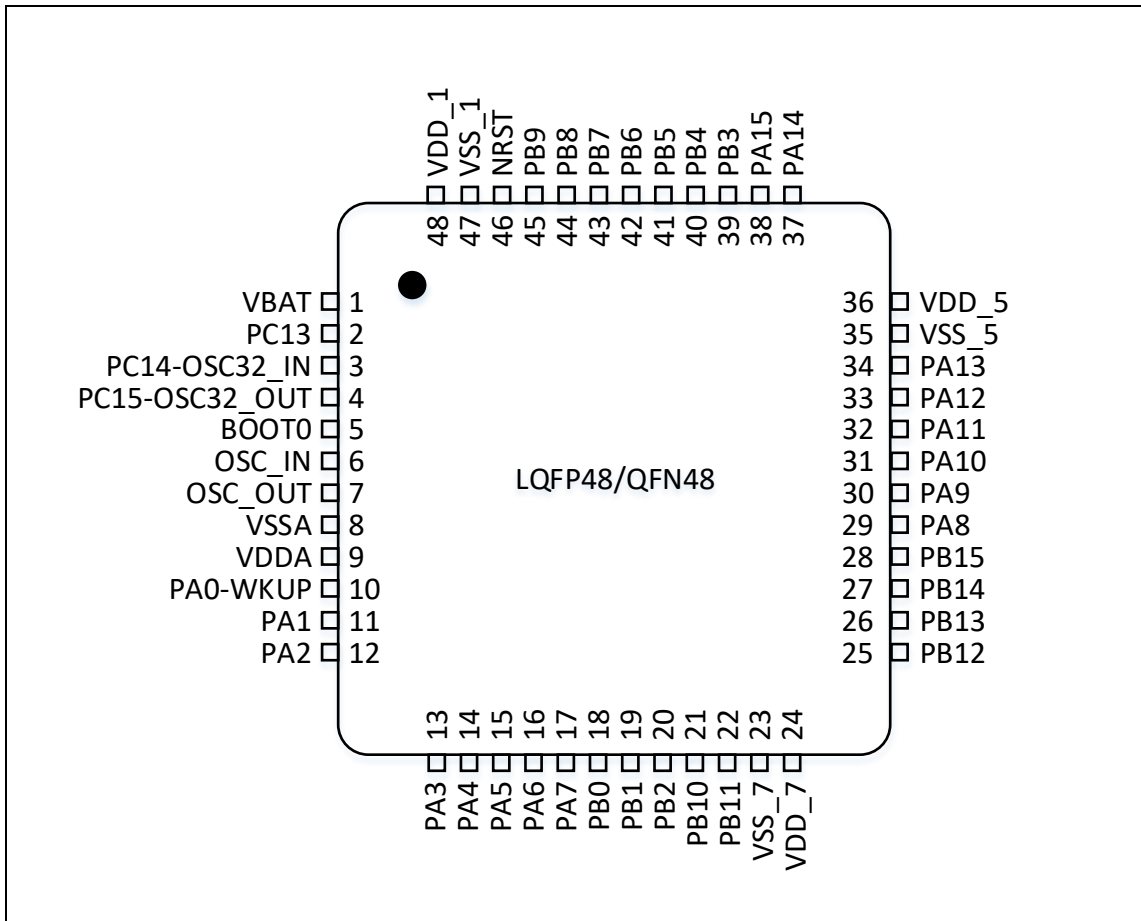 VDD_1
VSS_1
NRST
PB9
PB8
PB7
PB6
PB5
PB4
PB3
PA15
PA14
48
47
46
45
44
43
42
41
40
39
38
37
VBAT 1
PC13 2
PC14-OSC32_IN 3
PC15-OSC32_OUT 4
BOOT0 5
OSC_IN 6
OSC_OUT 7
VSSA 8
VDDA 9
PA0-WKUP 10
PA1 11
PA2 12
LQFP48/QFN48
36 VDD_5
35 VSS_5
34 PA13
33 PA12
32 PA11
31 PA10
30 PA9
29 PA8
28 PB15
27 PB14
26 PB13
25 PB12
13
14
15
16
17
18
19
20
21
22
23
24
PA3
PA4
PA5
PA6
PA7
PB0
PB1
PB2
PB10
PB11
VSS_7
VDD_7